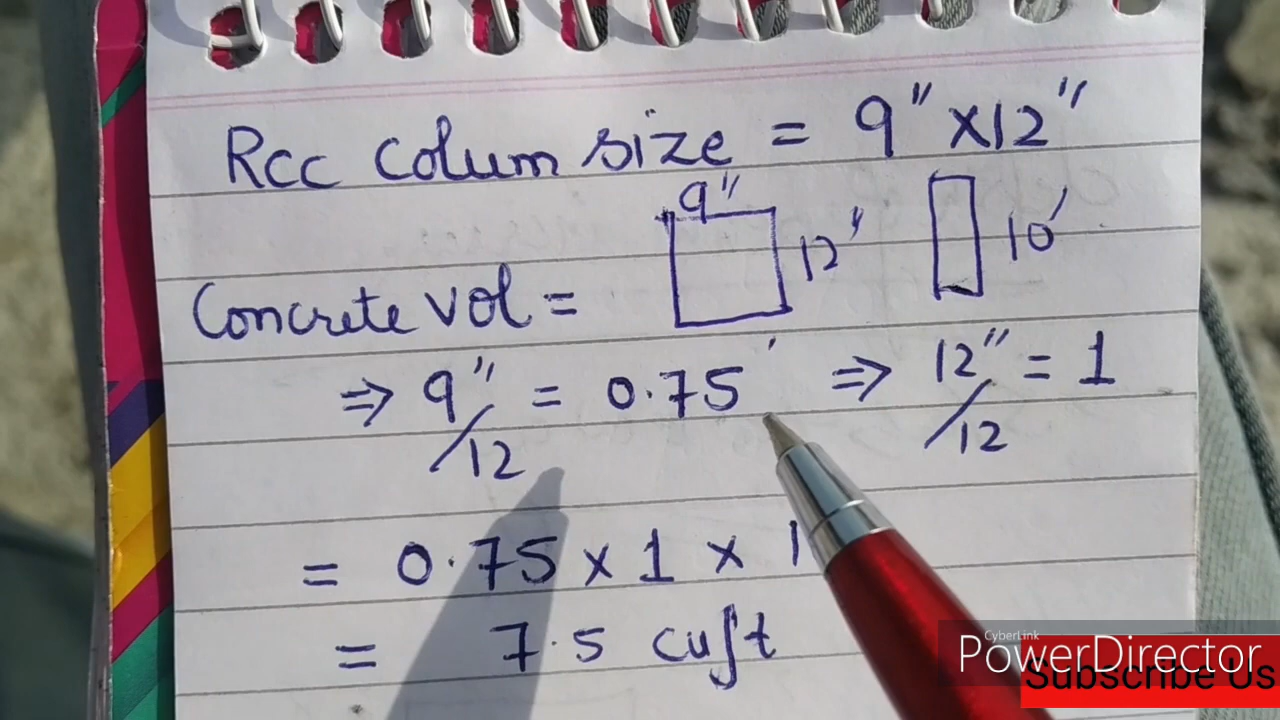 Rcc Colum size = 9" x 12"
9"
12" 10'
Concrete vol =
⇒ 9"/12 = 0.75' ⇒ 12"/12 = 1
= 0.75 x 1 x 1
= 7.5 cuft
CyberLink
PowerDirector
Subscribe Us